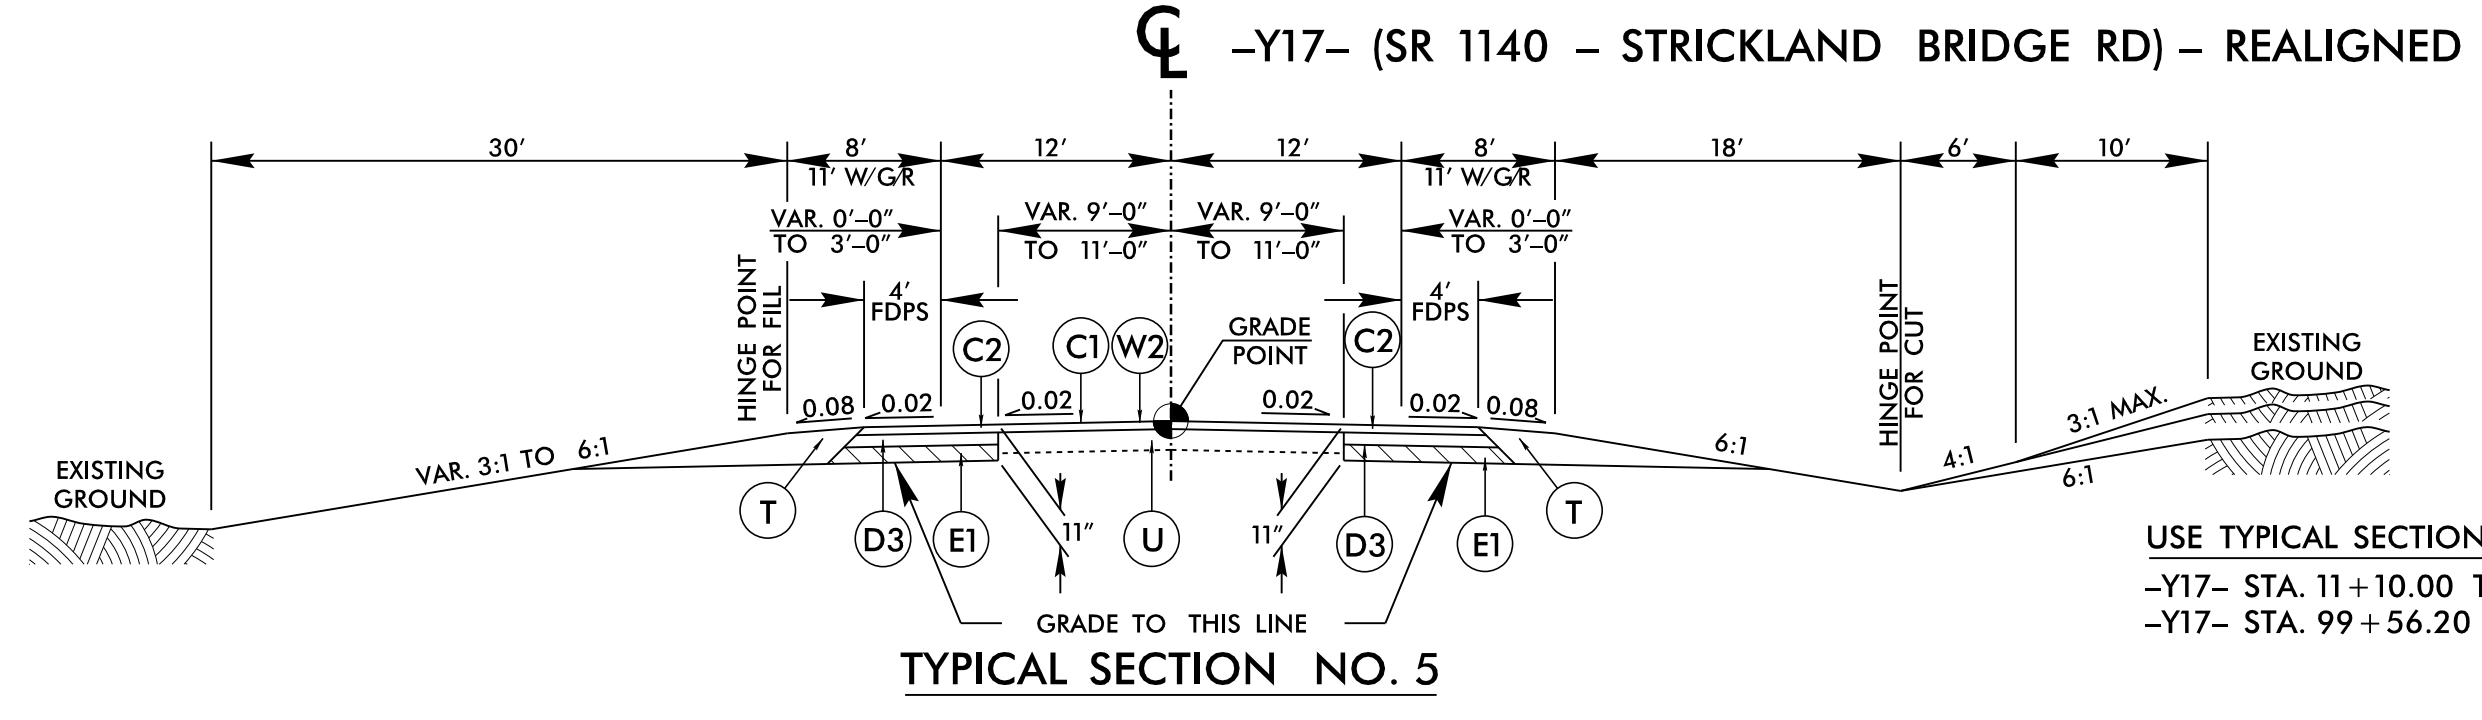 ℄ –Y17– (SR 1140 – STRICKLAND BRIDGE RD) – REALIGNED
30' 8' 12' 12' 8' 18' 6' 10'
11' W/GR 11' W/GR
VAR. 0'–0" VAR. 9'–0" VAR. 9'–0" VAR. 0'–0"
TO 3'–0" TO 11'–0" TO 11'–0" TO 3'–0"
HINGE POINT
FOR FILL
4'
FDPS
4'
FDPS
HINGE POINT
FOR CUT
C2 C1 W2
GRADE
POINT
C2
EXISTING
GROUND
0.08 0.02 0.02 0.02 0.02 0.08
3:1 MAX.
EXISTING
GROUND
VAR. 3:1 TO 6:1
6:1
4:1
6:1
T D3 E1 11" U 11" D3 E1 T
USE TYPICAL SECTION
–Y17– STA. 11+10.00 T
–Y17– STA. 99+56.20
GRADE TO THIS LINE
TYPICAL SECTION NO. 5